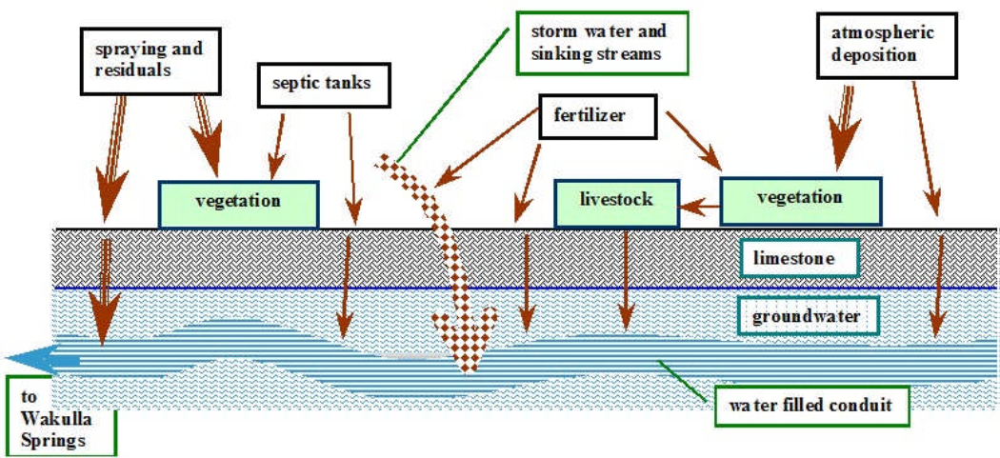 spraying and
residuals
septic tanks
storm water and
sinking streams
fertilizer
atmospheric
deposition
vegetation
livestock
vegetation
limestone
groundwater
to
Wakulla
Springs
water filled conduit